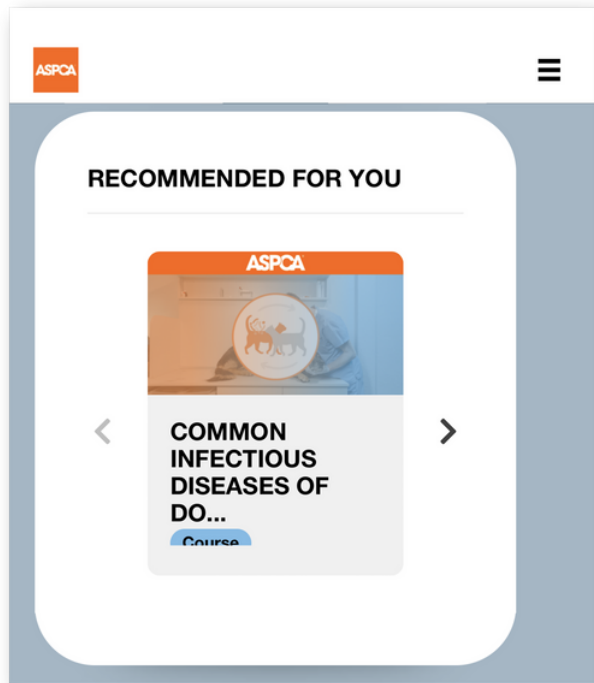 ASPCA
RECOMMENDED FOR YOU
ASPCA
COMMON
INFECTIOUS
DISEASES OF
DO...
Course